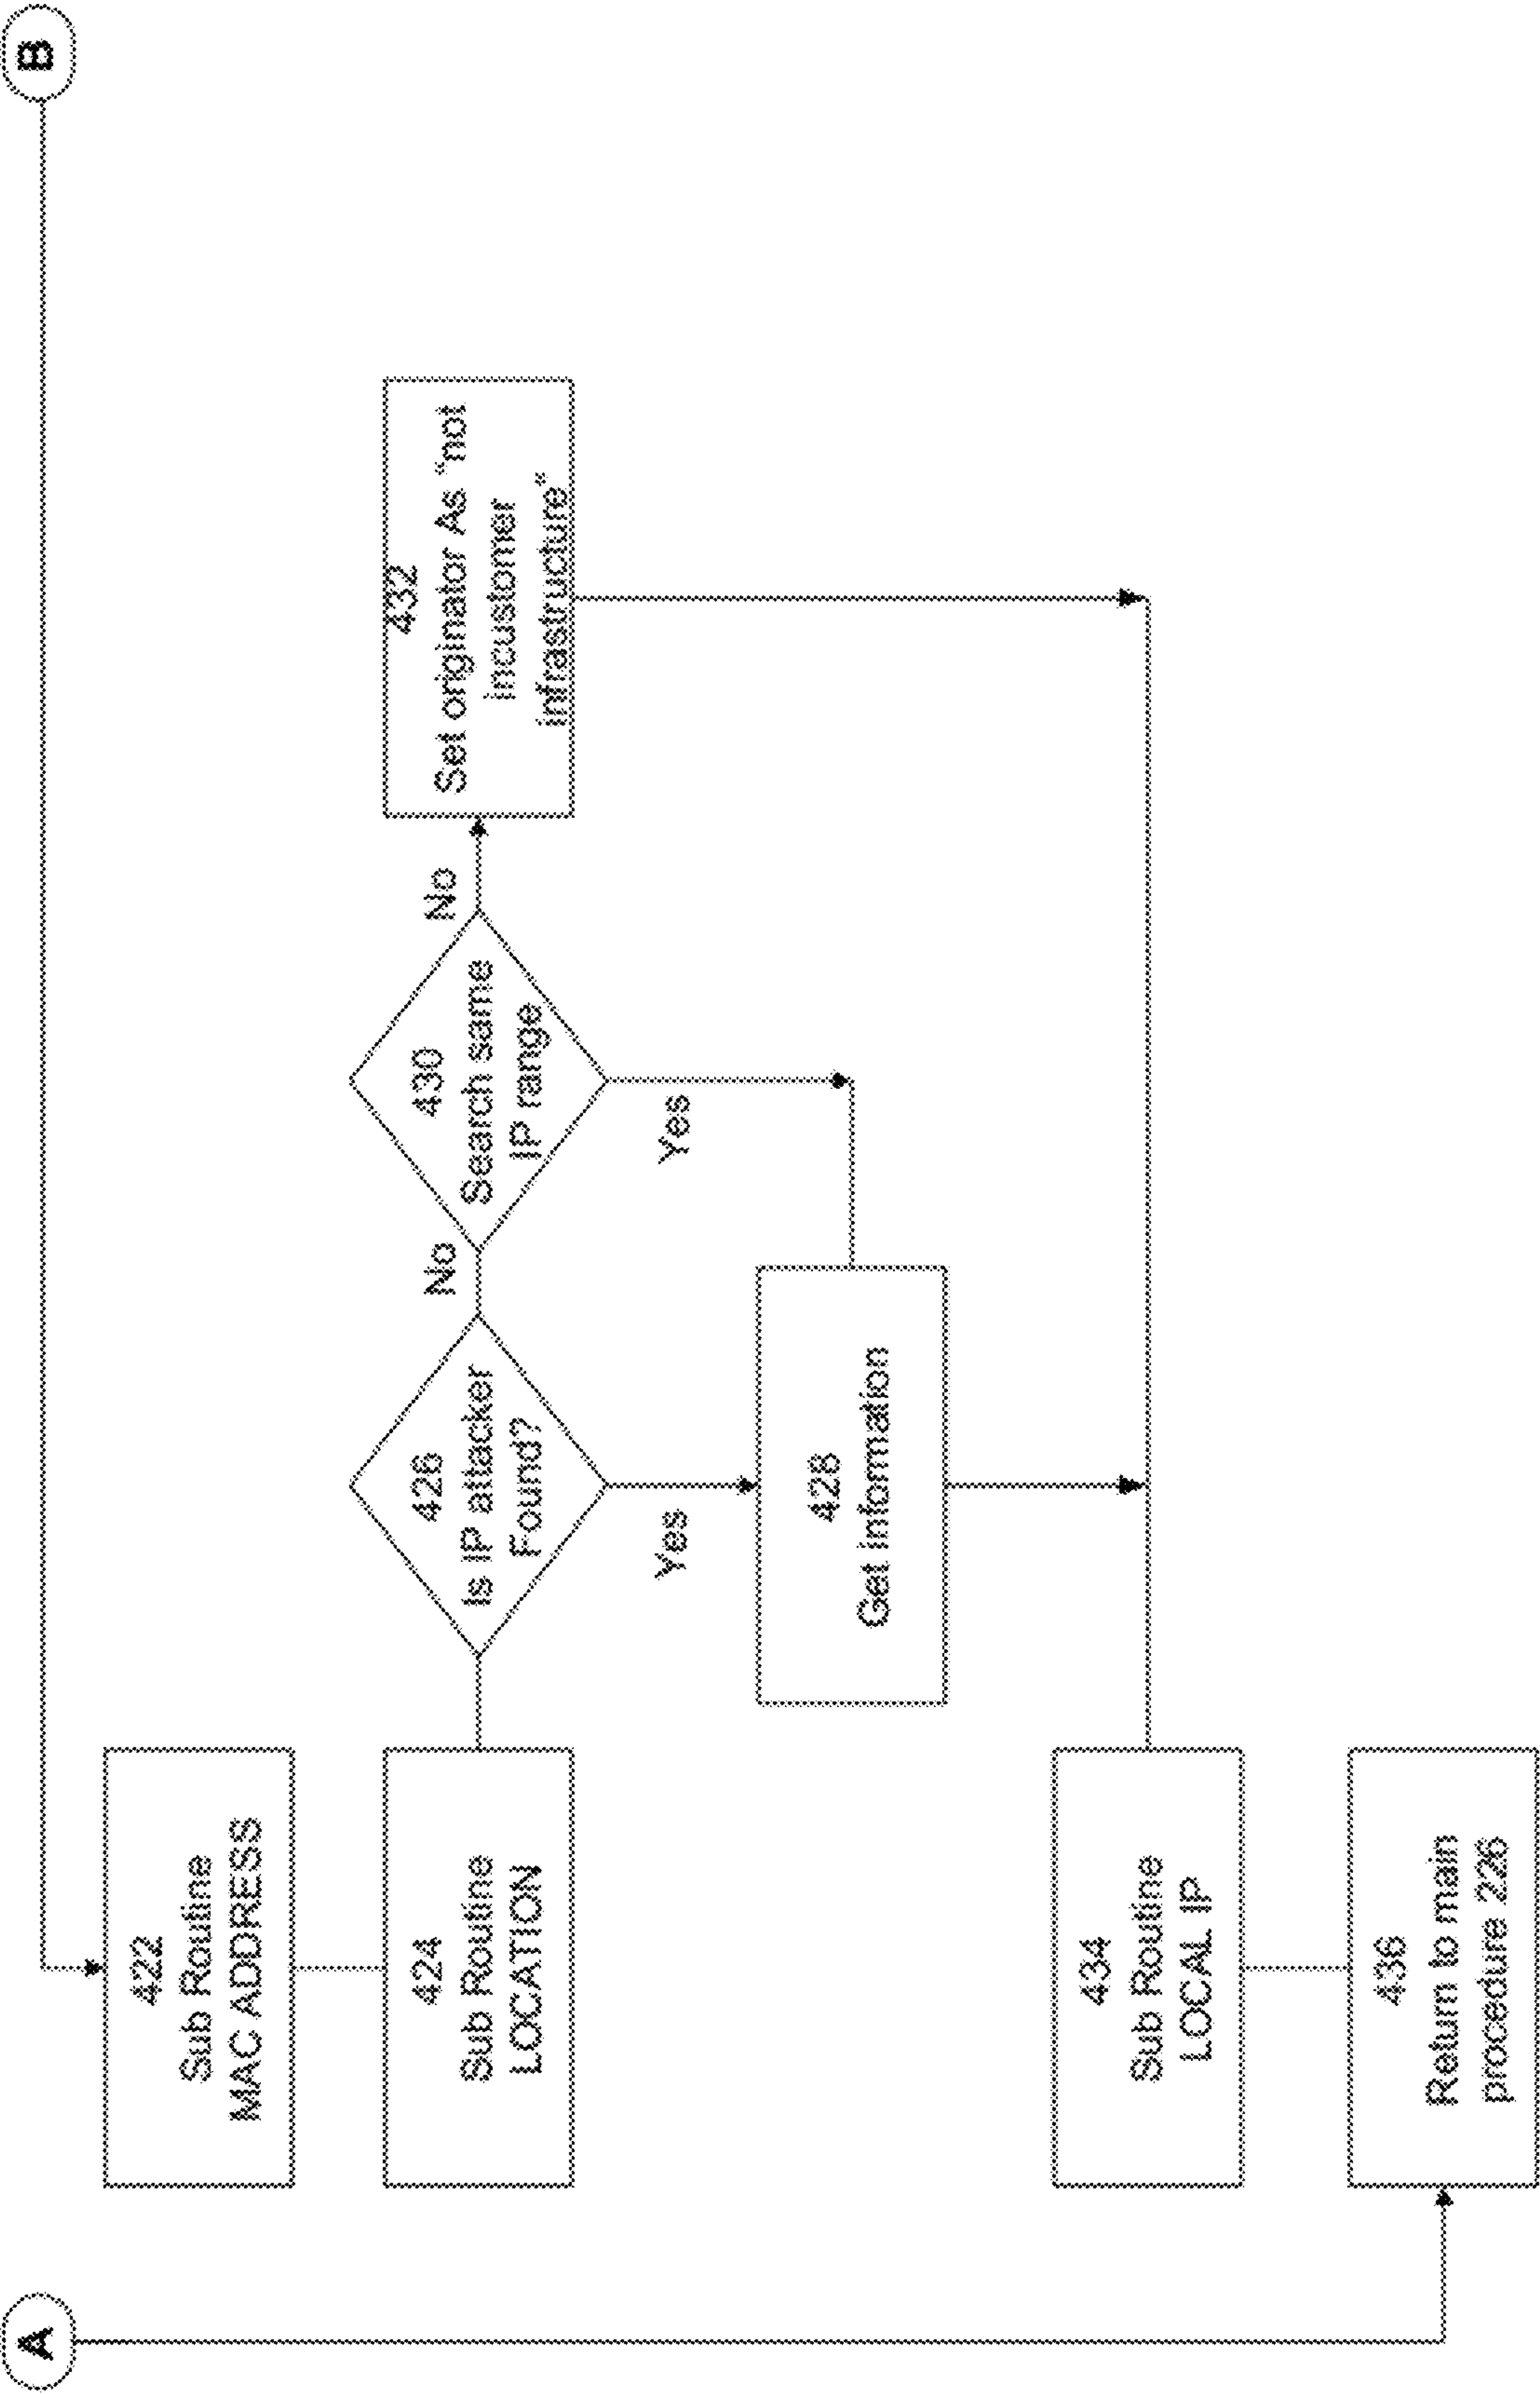 A
B
422
Sub Routine
MAC ADDRESS
424
Sub Routine
LOCATION
426
Is IP attacker
Found?
No
430
Search same
IP range
No
432
Set originator As “not
incustomer
infrastructure“
Yes
Yes
428
Get information
434
Sub Routine
LOCAL IP
436
Return to main
procedure 226